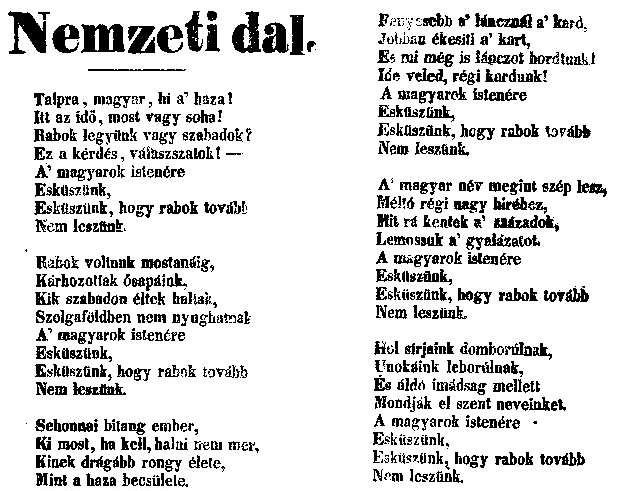 Nemzeti dal.
Talpra, magyar, hi a' haza!
Itt az idő, most vagy soha!
Rabok legyünk vagy szabadok?
Ez a kérdés, válaszszatok! —
A' magyarok istenére
Esküszünk,
Esküszünk, hogy rabok tovább
Nem leszünk.
Rabok voltunk mostanáig,
Kárhozottak ősapáink,
Kik szabadon éltek haltak,
Szolgaföldben nem nyughatnak
A' magyarok istenére
Esküszünk,
Esküszünk, hogy rabok tovább
Nem leszünk.
Sehonnai bitang ember,
Ki most, ha kell, halni nem mer,
Kinek drágább rongy élete,
Mint a haza becsülete.
Fényesebb a' láncznál a' kard,
Jobban ékesiti a' kart,
És mi még is lánczot hordtunk!
Ide veled, régi kardunk!
A magyarok istenére
Esküszünk,
Esküszünk, hogy rabok tovább
Nem leszünk.
A' magyar név megint szép lesz,
Méltó régi nagy hiréhez,
Mit rá kentek a' századok,
Lemossuk a' gyalázatot.
A magyarok istenére
Esküszünk,
Esküszünk, hogy rabok tovább
Nem leszünk.
Hol sirjaink domborúlnak,
Unokáink leborúlnak,
És áldó imádság mellett
Mondják el szent neveinket.
A magyarok istenére
Esküszünk,
Esküszünk, hogy rabok tovább
Nem leszünk.